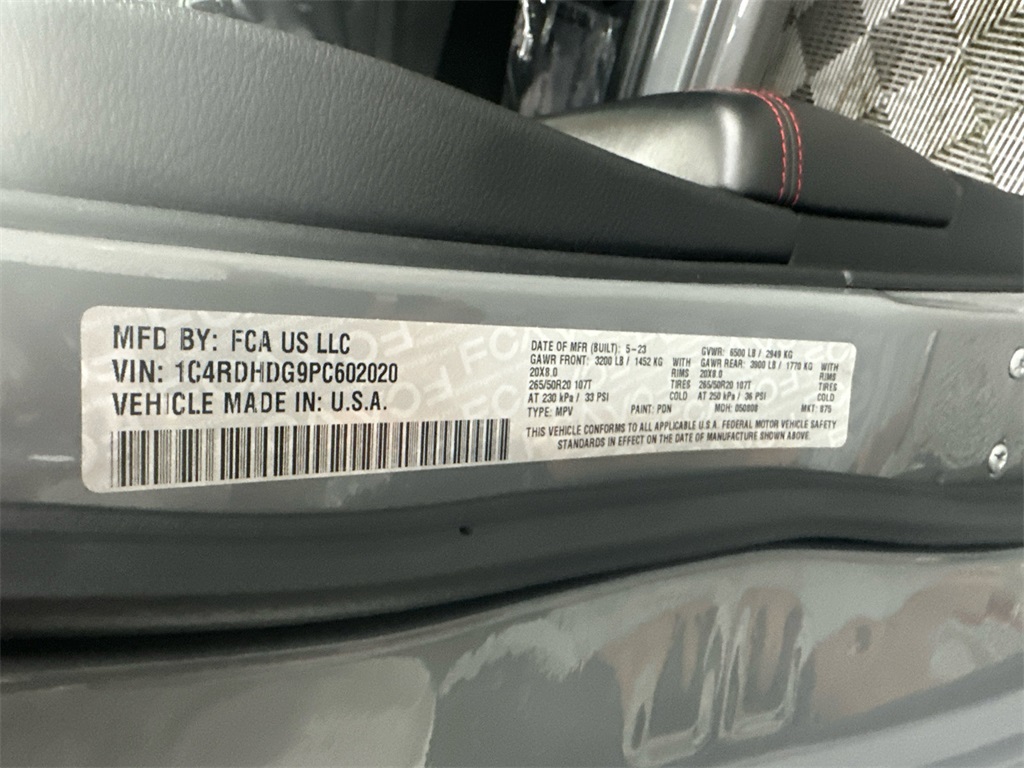 MFD BY: FCA US LLC
VIN: 1C4RDHDG9PC602020
VEHICLE MADE IN: U.S.A.
DATE OF MFR (BUILT): 5-23 GVWR: 6500 LB / 2949 KG
GAWR FRONT: 3200 LB / 1452 KG WITH GAWR REAR: 3900 LB / 1770 KG WITH
20X8.0 RIMS 20X8.0 RIMS
265/50R20 107T TIRES 265/50R20 107T TIRES
AT 230 kPa / 33 PSI COLD AT 250 kPa / 36 PSI COLD
TYPE: MPV PAINT: PDN MDH: 050808 MKT: 875
THIS VEHICLE CONFORMS TO ALL APPLICABLE U.S.A. FEDERAL MOTOR VEHICLE SAFETY
STANDARDS IN EFFECT ON THE DATE OF MANUFACTURE SHOWN ABOVE.